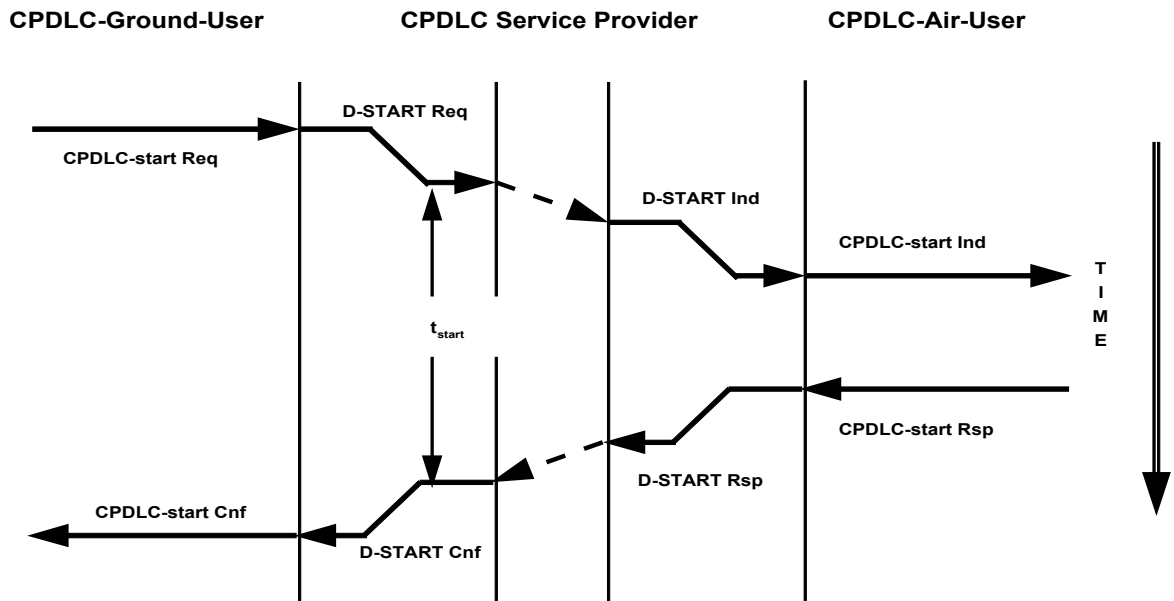 CPDLC-Ground-User
CPDLC Service Provider
CPDLC-Air-User
D-START Req
CPDLC-start Req
D-START Ind
CPDLC-start Ind
T
I
M
E
tstart
CPDLC-start Rsp
D-START Rsp
CPDLC-start Cnf
D-START Cnf